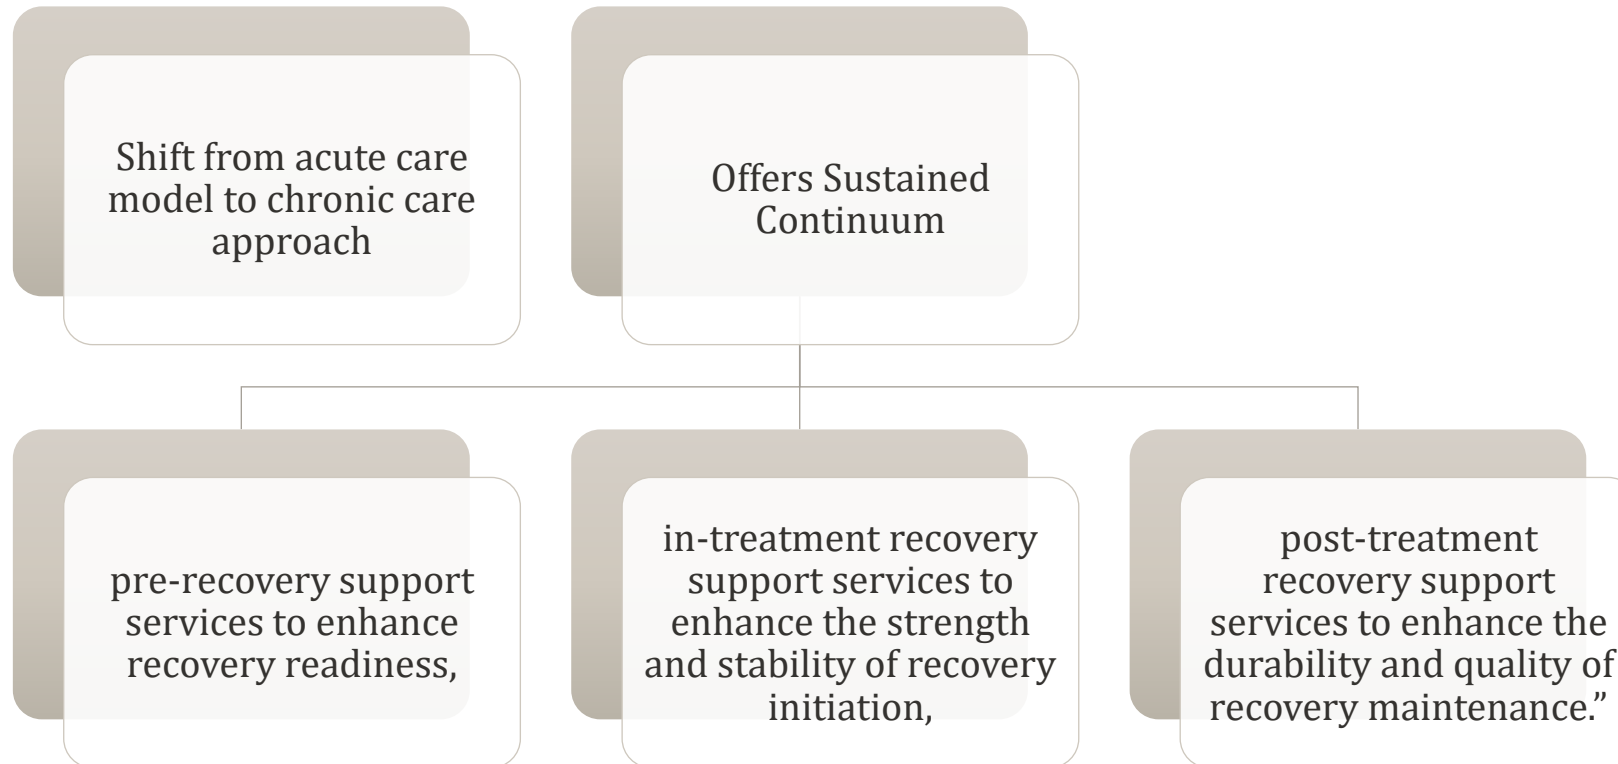 Shift from acute care
model to chronic care
approach
Offers Sustained
Continuum
pre-recovery support
services to enhance
recovery readiness,
in-treatment recovery
support services to
enhance the strength
and stability of recovery
initiation,
post-treatment
recovery support
services to enhance the
durability and quality of
recovery maintenance.”